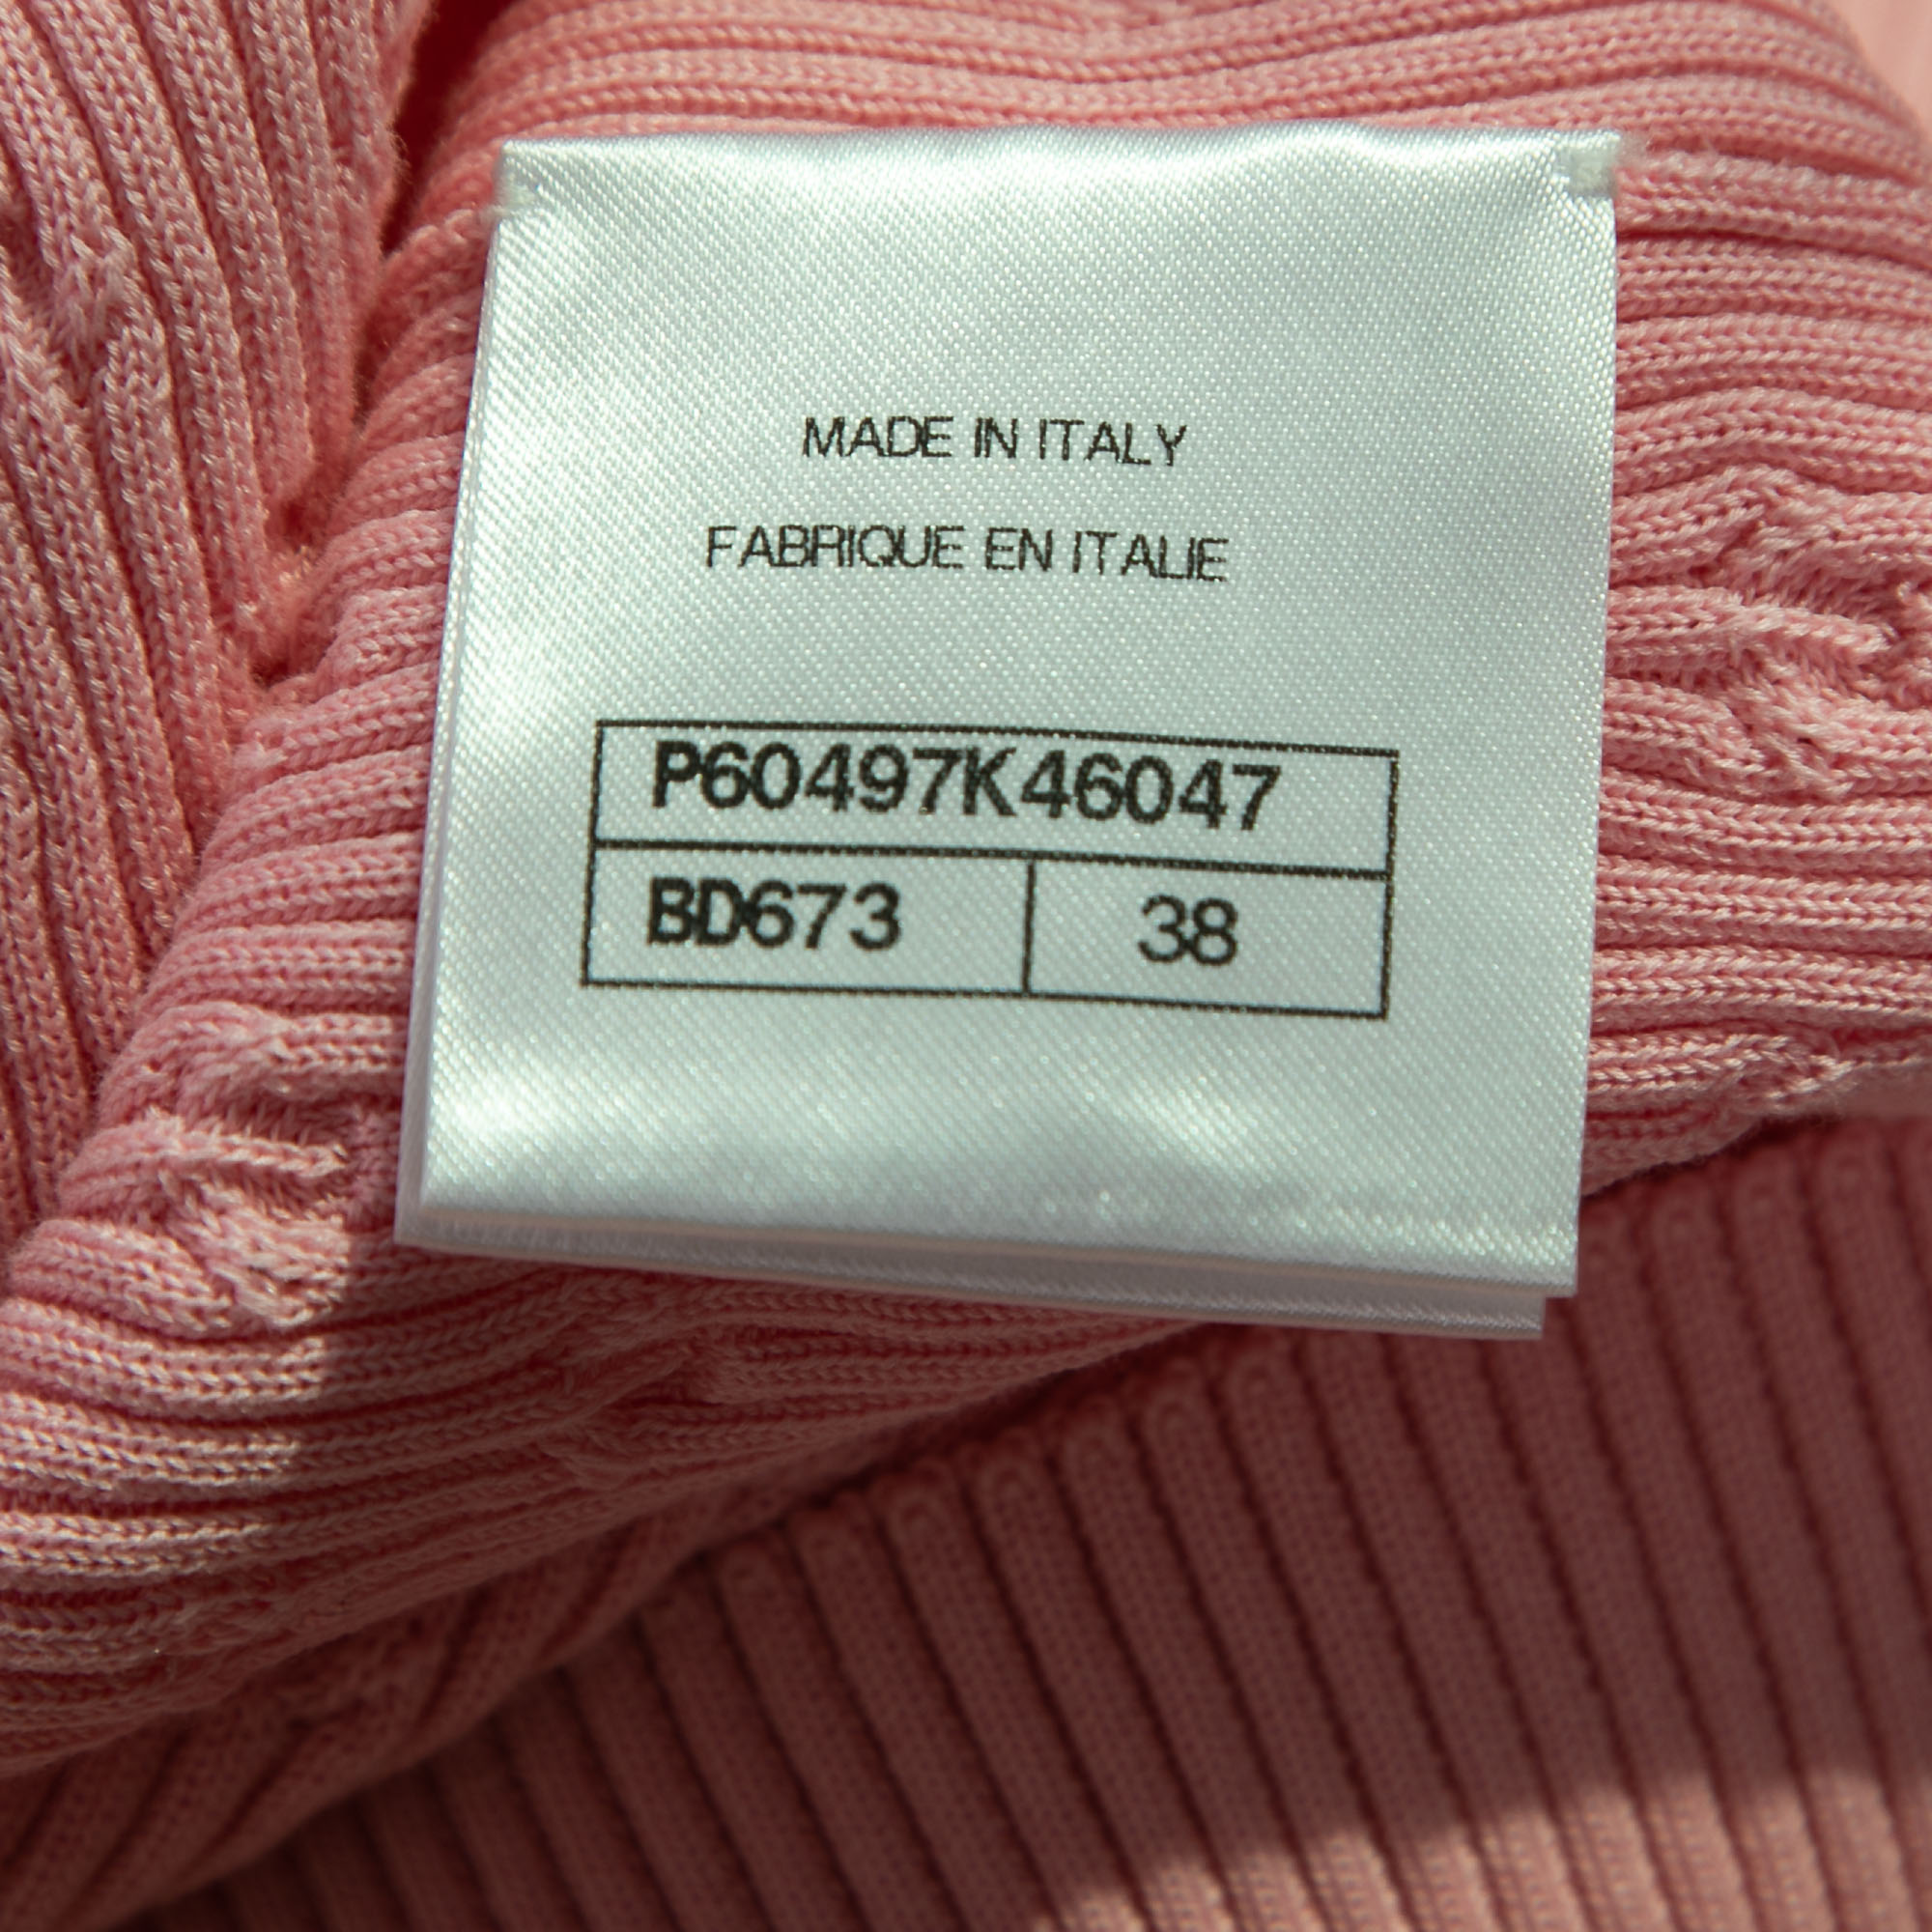 MADE IN ITALY
FABRIQUE EN ITALIE
P60497K46047
BD673 38